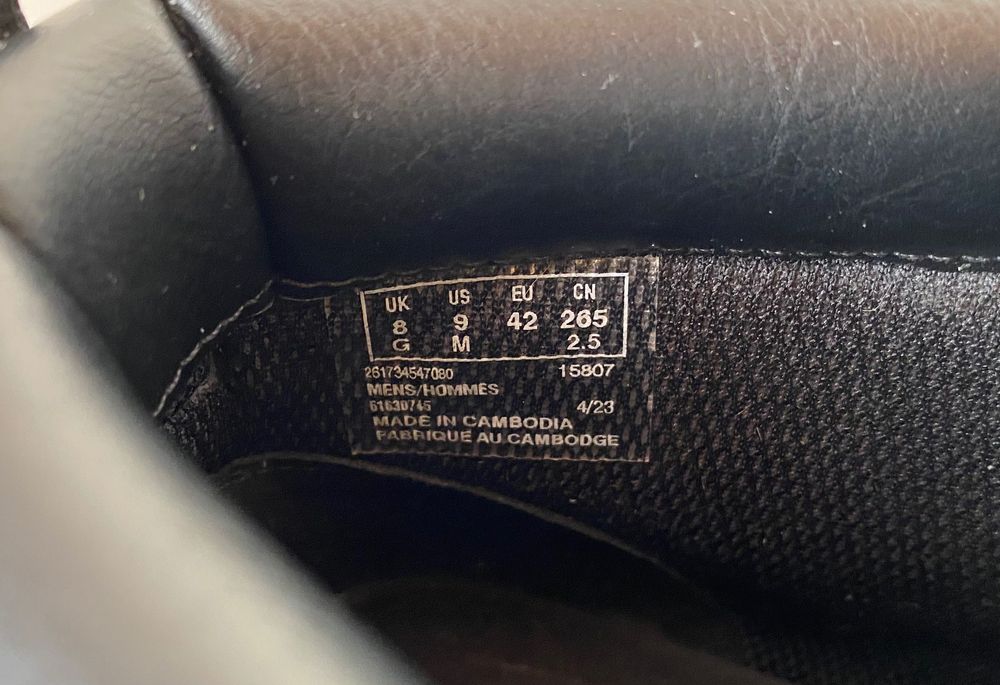 UK US EU CN
8 9 42 265
G M 2.5
261734547080 15807
MENS/HOMMES
61630745 4/23
MADE IN CAMBODIA
FABRIQUE AU CAMBODGE